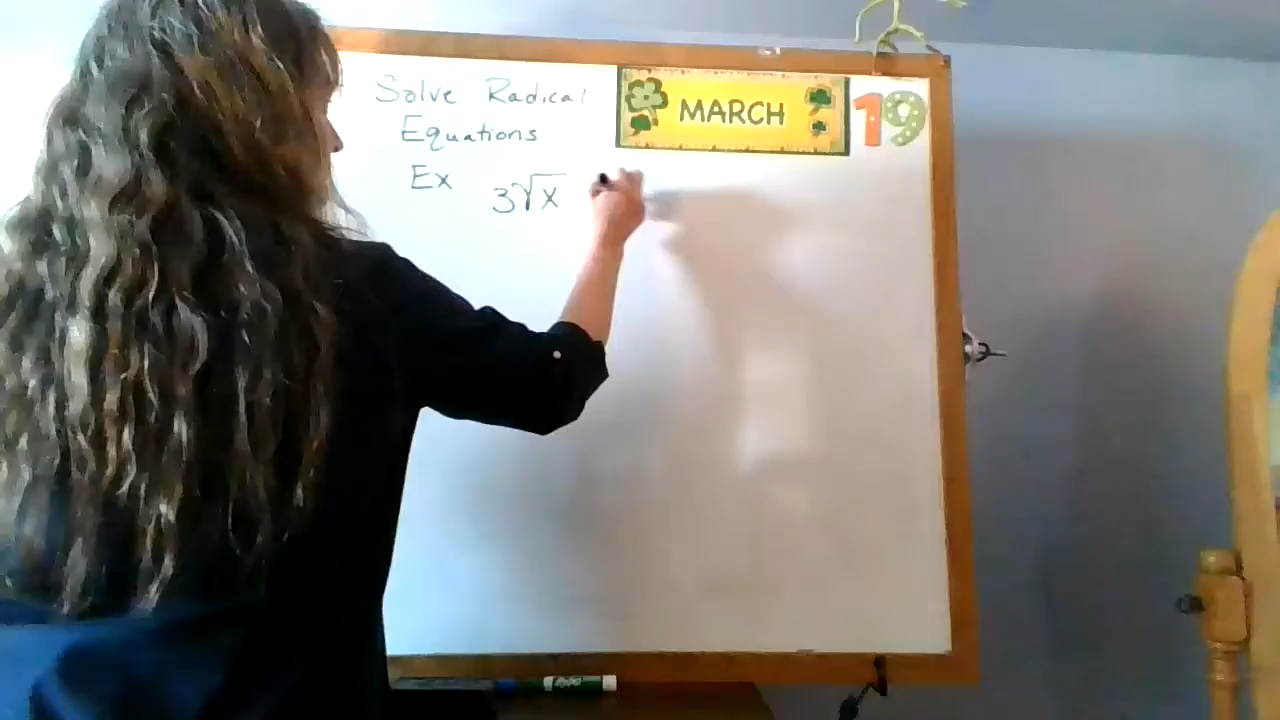 Solve Radical
Equations
MARCH
19
Ex 3√x